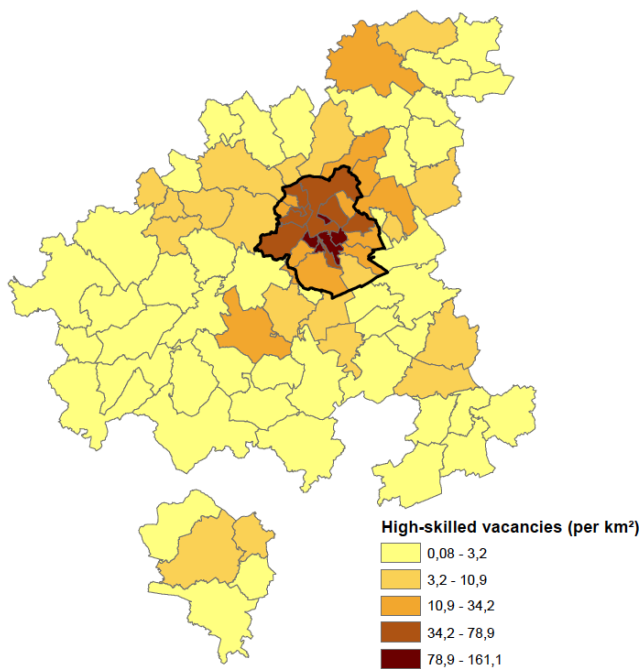 High-skilled vacancies (per km²)
0,08 - 3,2
3,2 - 10,9
10,9 - 34,2
34,2 - 78,9
78,9 - 161,1